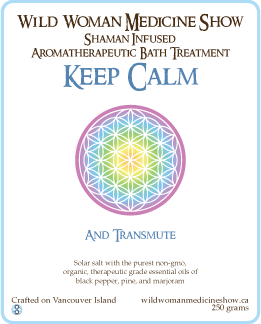 Wild Woman Medicine Show
Shaman Infused
Aromatherapeutic Bath Treatment
Keep Calm
And Transmute
Solar salt with the purest non-gmo,
organic, therapeutic grade essential oils of
black pepper, pine, and marjoram
Crafted on Vancouver Island wildwomanmedicineshow.ca
250 grams